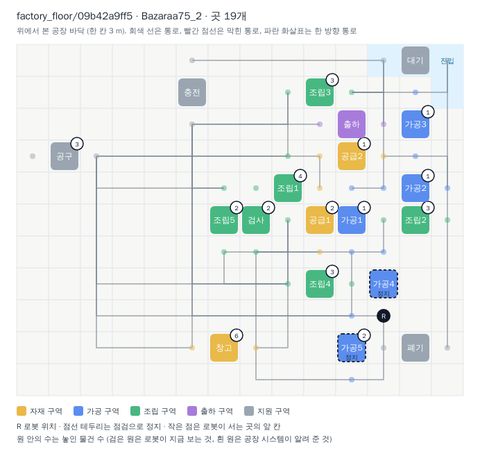 factory_floor/09b42a9ff5 · Bazaraa75_2 · 곳 19개
위에서 본 공장 바닥 (한 칸 3 m). 회색 선은 통로, 빨간 점선은 막힌 통로, 파란 화살표는 한 방향 통로
대기
진입
충전
조립3
3
출하
가공3
1
공구
3
공급2
1
조립1
4
가공2
1
조립5
2
검사
2
공급1
2
가공1
1
조립2
3
조립4
3
가공4
정지
R
창고
6
가공5
2
정지
폐기
자재 구역
가공 구역
조립 구역
출하 구역
지원 구역
R 로봇 위치 · 점선 테두리는 점검으로 정지 · 작은 점은 로봇이 서는 곳의 앞 칸
원 안의 수는 놓인 물건 수 (검은 원은 로봇이 지금 보는 것, 흰 원은 공장 시스템이 알려 준 것)